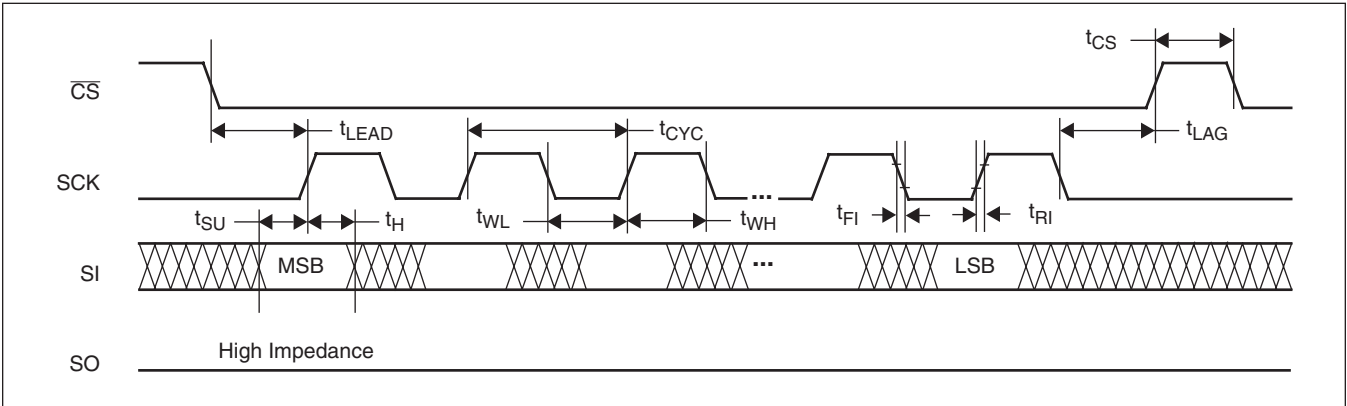 tCS
CS
tLEAD
tCYC
tLAG
SCK
...
tSU
tH
tWL
tWH
tFI
tRI
SI
MSB
...
LSB
High Impedance
SO